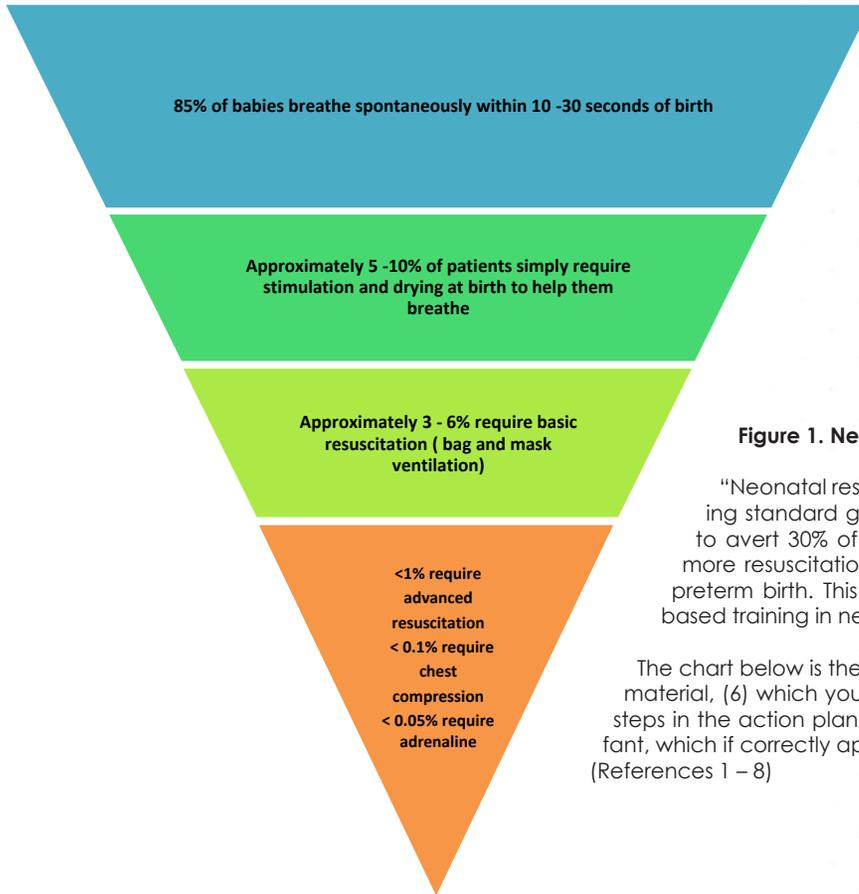 85% of babies breathe spontaneously within 10 -30 seconds of birth
Approximately 5 -10% of patients simply require
stimulation and drying at birth to help them
breathe
Approximately 3 - 6% require basic
resuscitation ( bag and mask
ventilation)
<1% require
advanced
resuscitation
< 0.1% require
chest
compression
< 0.05% require
adrenaline
Figure 1. Ne
“Neonatal res
ing standard g
to avert 30% of
more resuscitatio
preterm birth. This
based training in ne
The chart below is the
material, (6) which you
steps in the action plan
fant, which if correctly ap
(References 1 – 8)